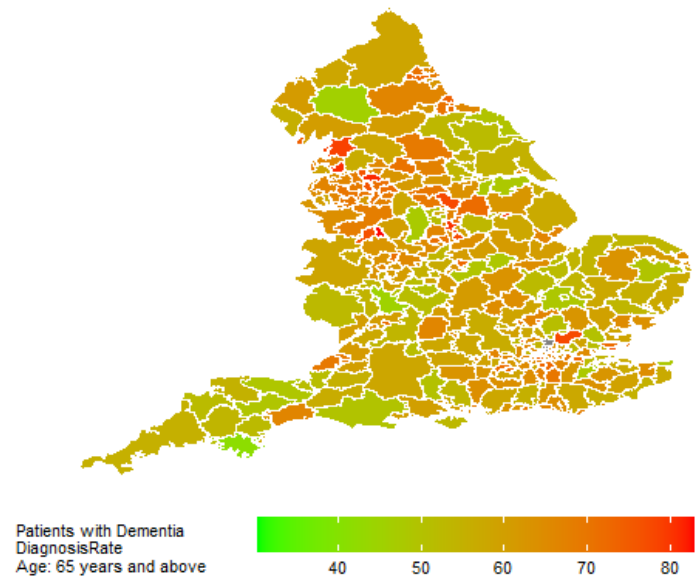 Patients with Dementia
DiagnosisRate
Age: 65 years and above
40 50 60 70 80